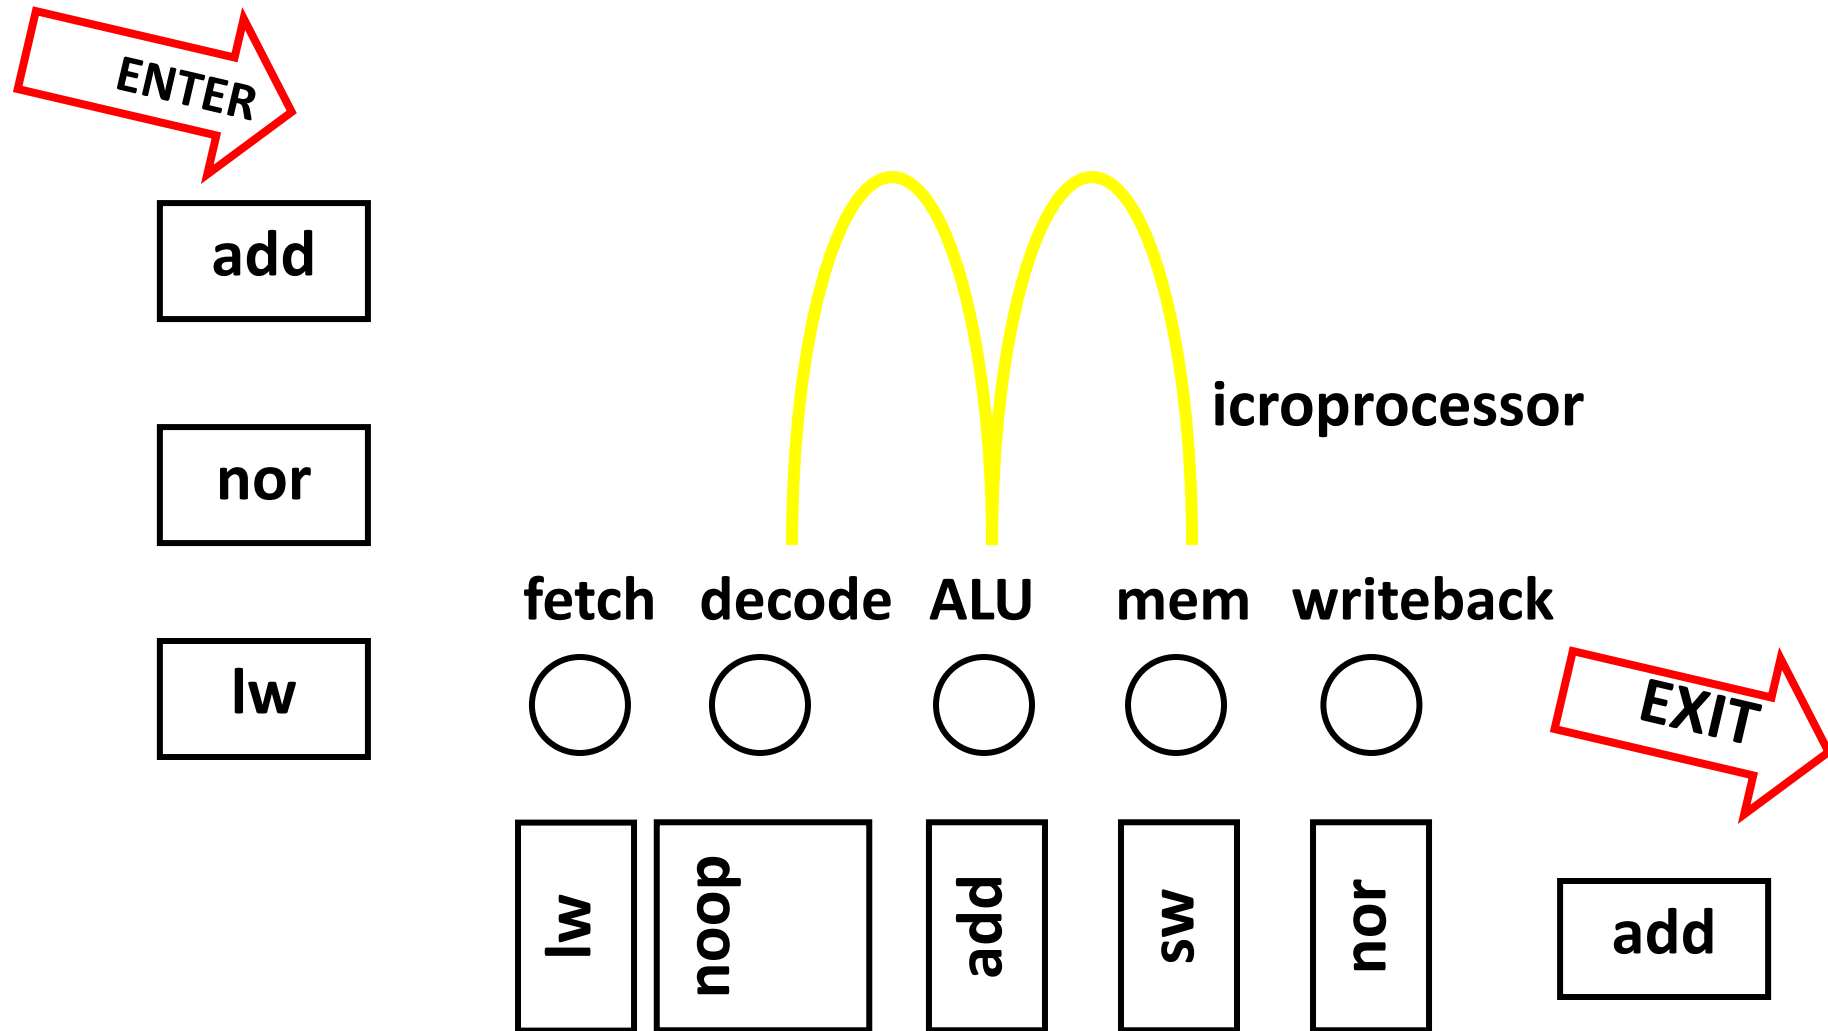 ENTER
add
nor
icroprocessor
lw
fetch decode ALU mem writeback
EXIT
lw noop add sw nor add